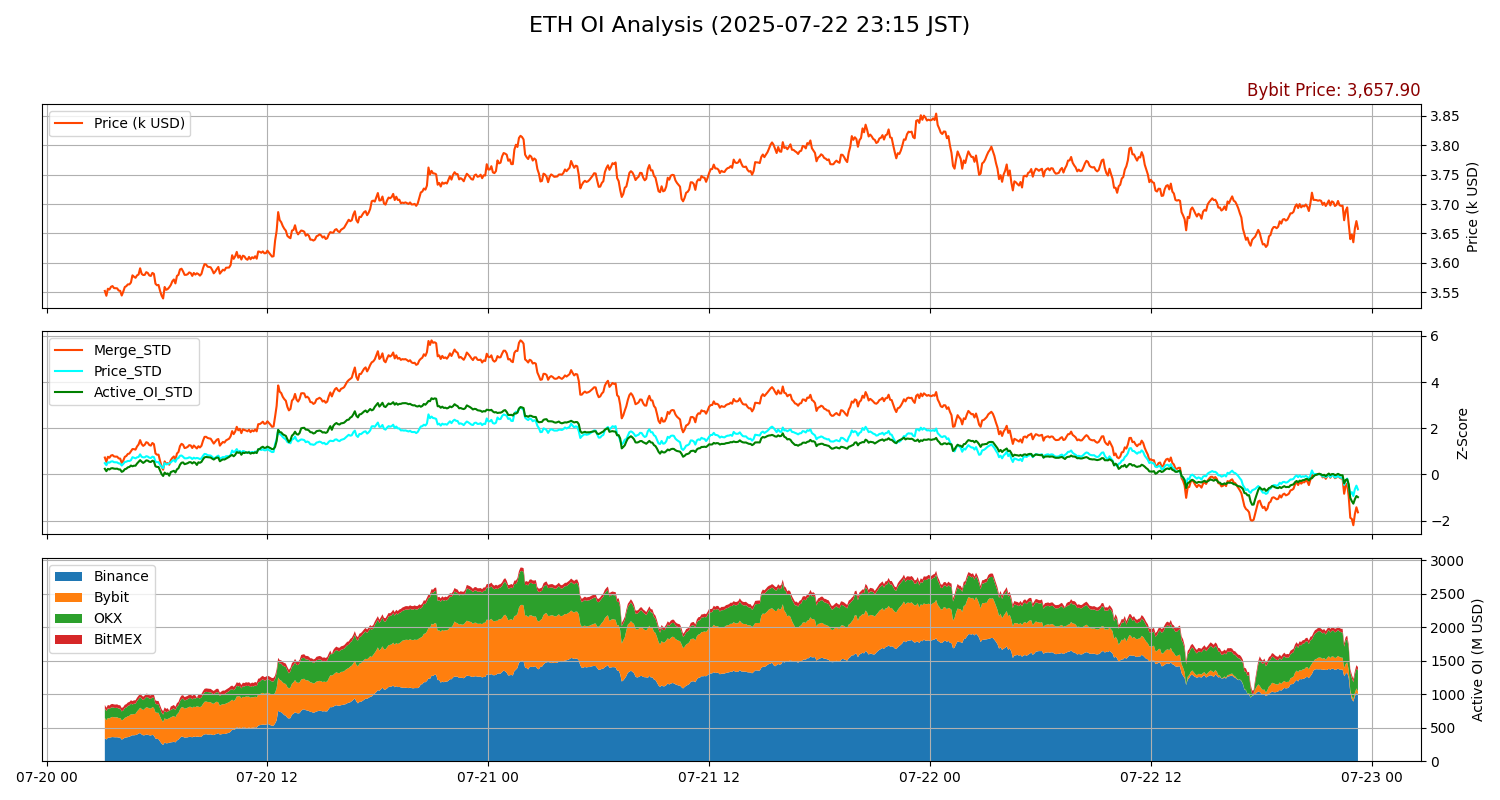 ETH OI Analysis (2025-07-22 23:15 JST)
Bybit Price: 3,657.90
Price (k USD)
3.85
3.80
3.75
3.70
3.65
3.60
3.55
Price (k USD)
Merge_STD
Price_STD
Active_OI_STD
6
4
2
0
−2
Z-Score
Binance
Bybit
OKX
BitMEX
3000
2500
2000
1500
1000
500
0
Active OI (M USD)
07-20 00
07-20 12
07-21 00
07-21 12
07-22 00
07-22 12
07-23 00